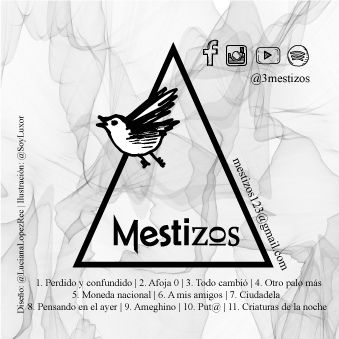 @3mestizos
mestizos123@gmail.com
MestizOs
Diseño: @LucianaLopezRec | Ilustración: @SoyLuxor
1. Perdido y confundido | 2. Afoja 0 | 3. Todo cambió | 4. Otro palo más
5. Moneda nacional | 6. A mis amigos | 7. Ciudadela
8. Pensando en el ayer | 9. Ameghino | 10. Put@ | 11. Criaturas de la noche